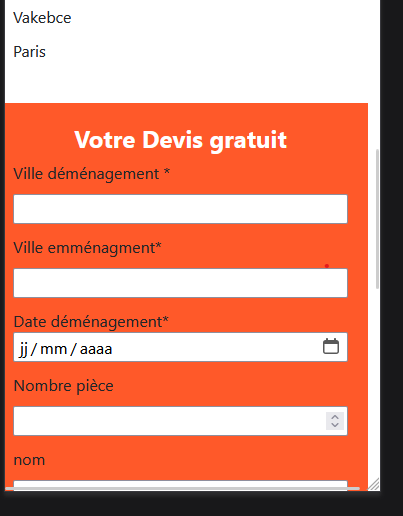 Vakebce
Paris
Votre Devis gratuit
Ville déménagement *
Ville emménagment*
Date déménagement*
jj/mm/aaaa
Nombre pièce
nom